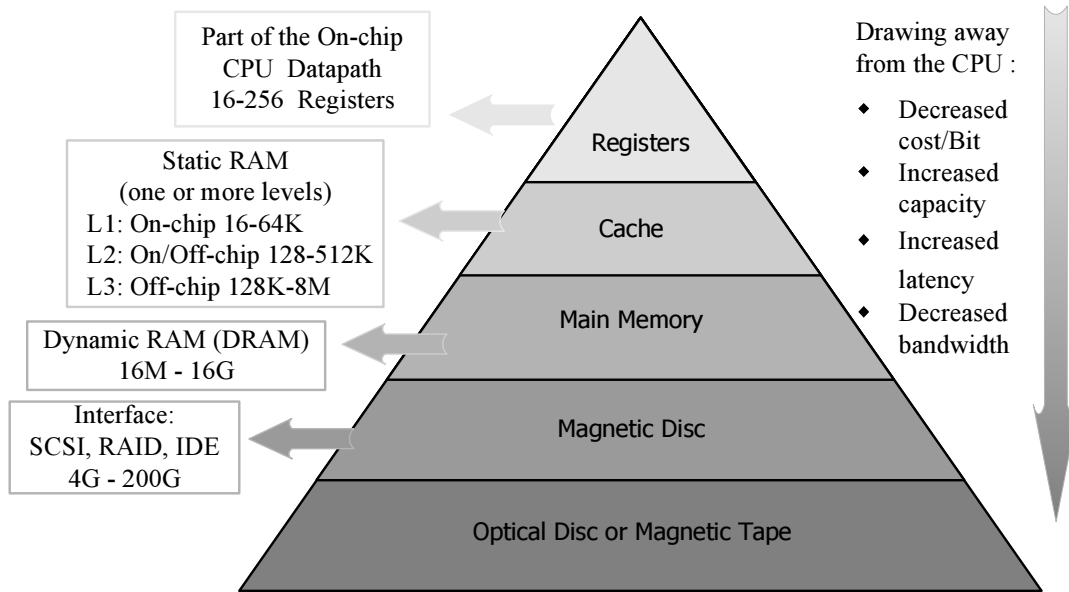 Part of the On-chip
CPU Datapath
16-256 Registers
Static RAM
(one or more levels)
L1: On-chip 16-64K
L2: On/Off-chip 128-512K
L3: Off-chip 128K-8M
Dynamic RAM (DRAM)
16M - 16G
Interface:
SCSI, RAID, IDE
4G - 200G
Registers
Cache
Main Memory
Magnetic Disc
Optical Disc or Magnetic Tape
Drawing away
from the CPU :
◆ Decreased
cost/Bit
◆ Increased
capacity
◆ Increased
latency
◆ Decreased
bandwidth